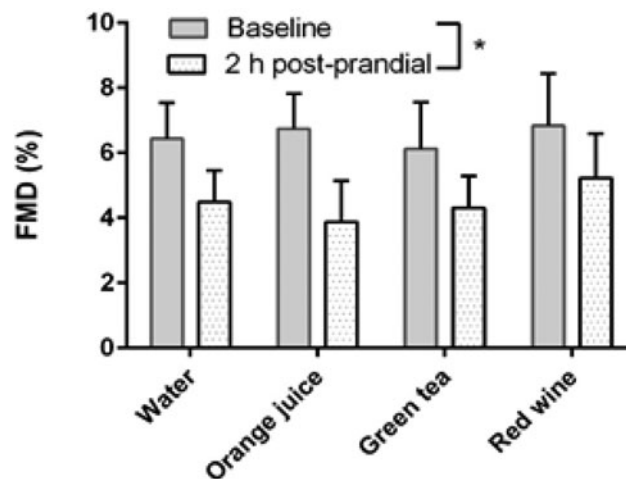 10
8
6
4
2
0
FMD (%)
Baseline
2 h post-prandial
*
Water
Orange juice
Green tea
Red wine